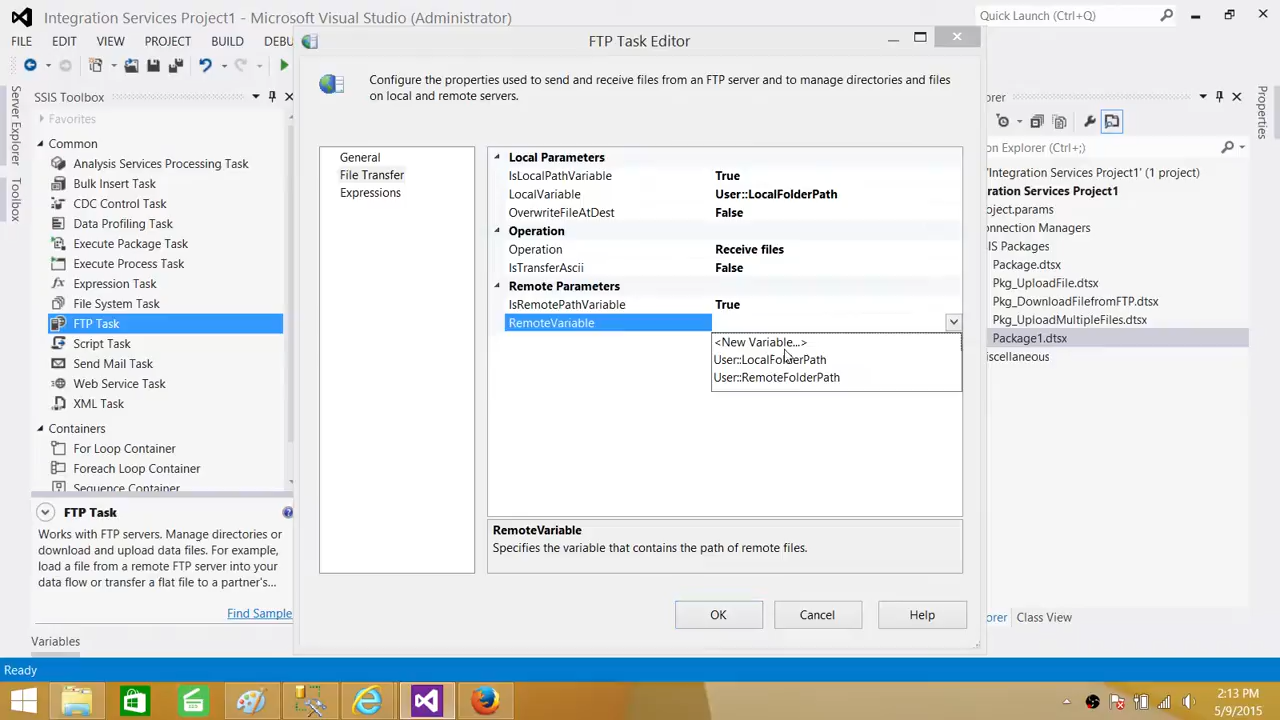 Integration Services Project1 - Microsoft Visual Studio (Administrator)
Quick Launch (Ctrl+Q)
FILE EDIT VIEW PROJECT BUILD DEBU
FTP Task Editor
Configure the properties used to send and receive files from an FTP server and to manage directories and files
on local and remote servers.
Server Explorer
Toolbox
SSIS Toolbox
Favorites
Common
Analysis Services Processing Task
Bulk Insert Task
CDC Control Task
Data Profiling Task
Execute Package Task
Execute Process Task
Expression Task
File System Task
FTP Task
Script Task
Send Mail Task
Web Service Task
XML Task
Containers
For Loop Container
Foreach Loop Container
Sequence Container
FTP Task
Works with FTP servers. Manage directories or
download and upload data files. For example,
load a file from a remote FTP server into your
data flow or transfer a flat file to a partner's...
Find Sample
Variables
General
File Transfer
Expressions
Local Parameters
IsLocalPathVariable True
LocalVariable User::LocalFolderPath
OverwriteFileAtDest False
Operation
Operation Receive files
IsTransferAscii False
Remote Parameters
IsRemotePathVariable True
RemoteVariable
<New Variable...>
User::LocalFolderPath
User::RemoteFolderPath
RemoteVariable
Specifies the variable that contains the path of remote files.
OK Cancel Help
orer
on Explorer (Ctrl+;)
'Integration Services Project1' (1 project)
ration Services Project1
oject.params
onnection Managers
IS Packages
Package.dtsx
Pkg_UploadFile.dtsx
Pkg_DownloadFilefromFTP.dtsx
Pkg_UploadMultipleFiles.dtsx
Package1.dtsx
iscellaneous
orer Class View
Properties
Ready
2:13 PM
5/9/2015